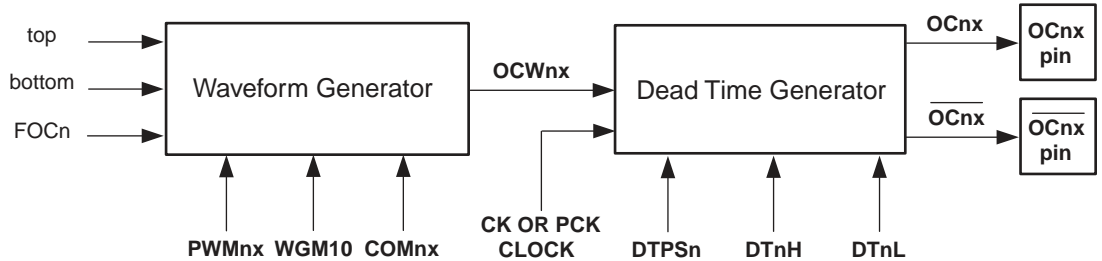 top
bottom
FOCn
Waveform Generator
OCWnx
Dead Time Generator
OCnx
OCnx
OCnx
pin
OCnx
pin
PWMnx WGM10 COMnx
CK OR PCK
CLOCK
DTPSn DTnH DTnL